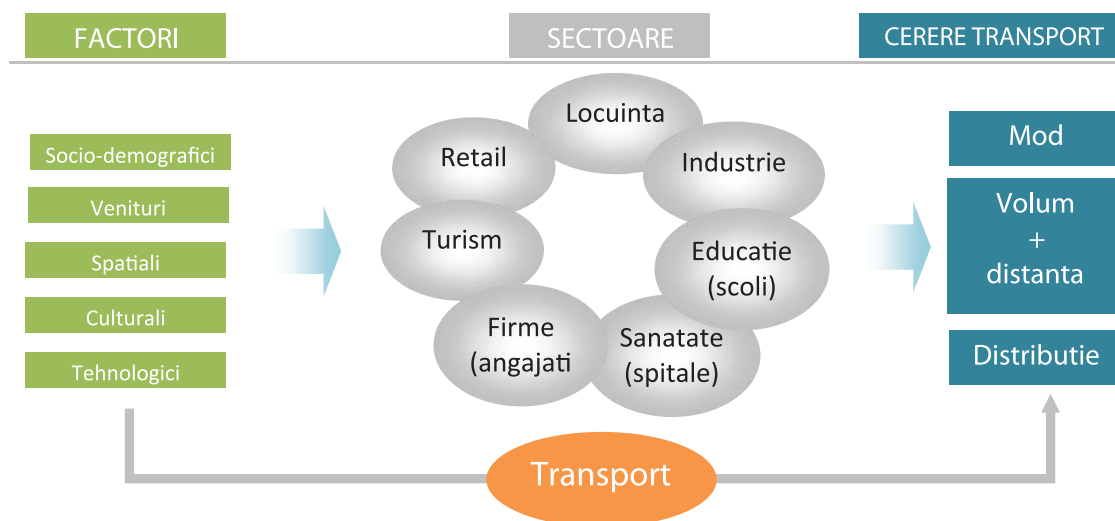 FACTORI
SECTOARE
CERERE TRANSPORT
Socio-demografici
Venituri
Spatiali
Culturali
Tehnologici
Locuinta
Retail
Industrie
Turism
Educatie
(scoli)
Firme
(angajati
Sanatate
(spitale)
Mod
Volum
+
distanta
Distributie
Transport